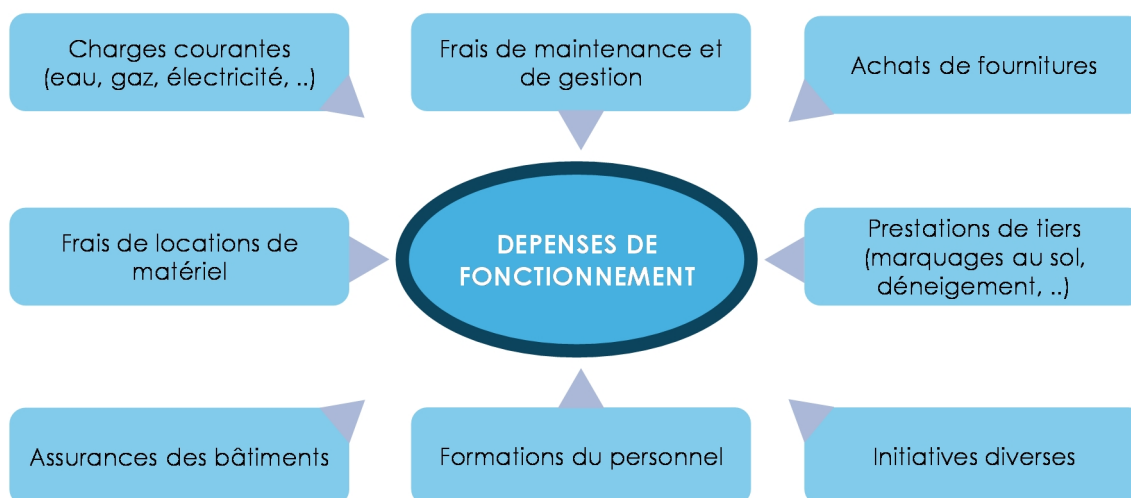 Charges courantes
(eau, gaz, électricité, ..)
Frais de maintenance et
de gestion
Achats de fournitures
Frais de locations de
matériel
DEPENSES DE
FONCTIONNEMENT
Prestations de tiers
(marquages au sol,
déneigement, ..)
Assurances des bâtiments
Formations du personnel
Initiatives diverses